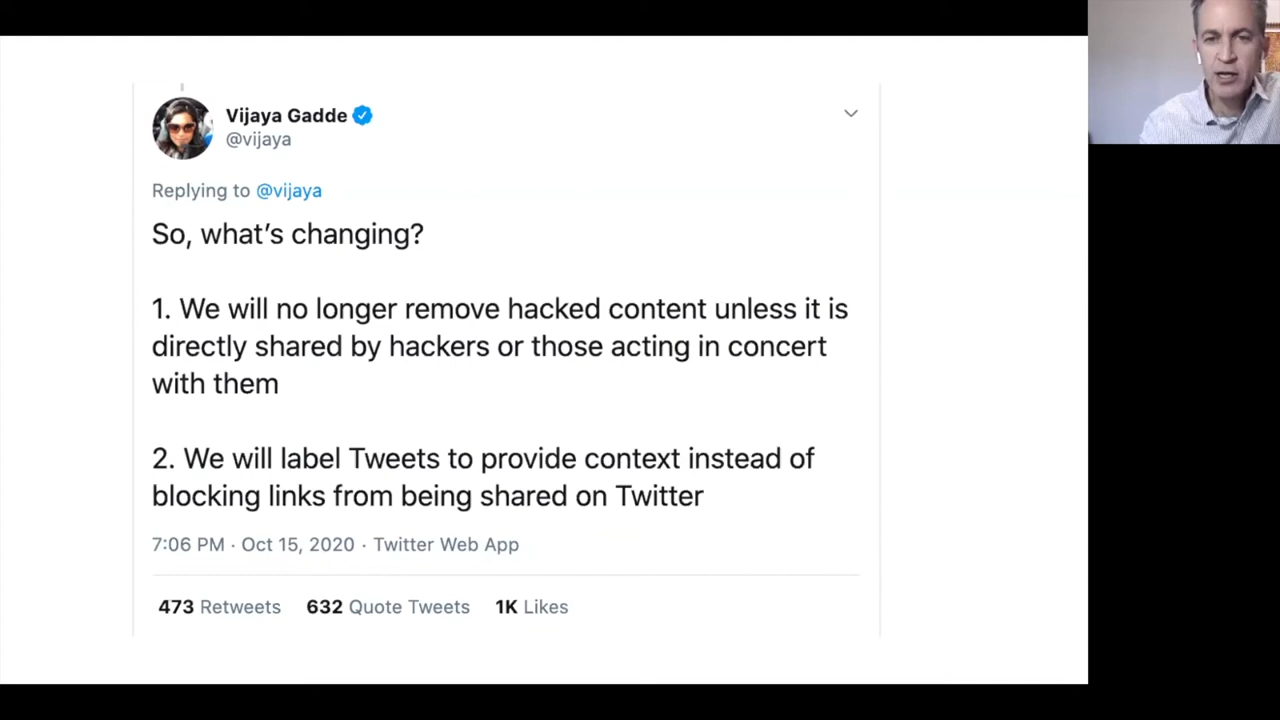 Vijaya Gadde
@vijaya
Replying to @vijaya
So, what’s changing?
1. We will no longer remove hacked content unless it is
directly shared by hackers or those acting in concert
with them
2. We will label Tweets to provide context instead of
blocking links from being shared on Twitter
7:06 PM · Oct 15, 2020 · Twitter Web App
473 Retweets 632 Quote Tweets 1K Likes